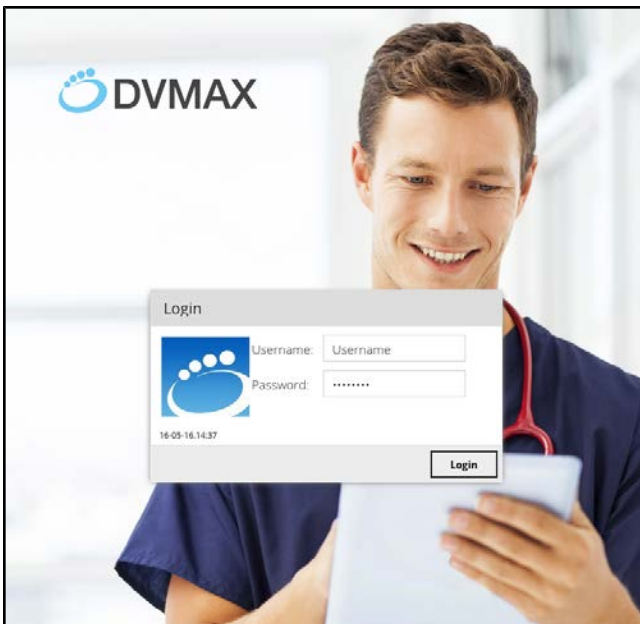 DVMAX
Login
Username: Username
Password: ••••••••
16-05-16.14:37
Login